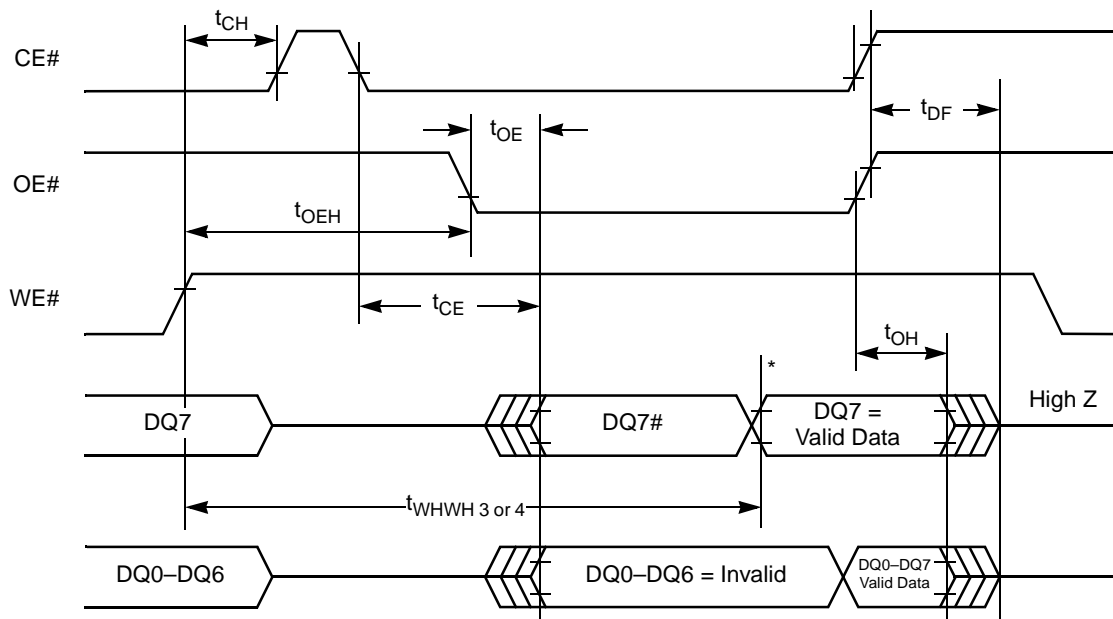 tCH
CE#
tDF
tOE
OE#
tOEH
WE#
tCE
tOH
*
High Z
DQ7
DQ7#
DQ7 =
Valid Data
tWHWH 3 or 4
DQ0–DQ6
DQ0–DQ6 = Invalid
DQ0–DQ7
Valid Data